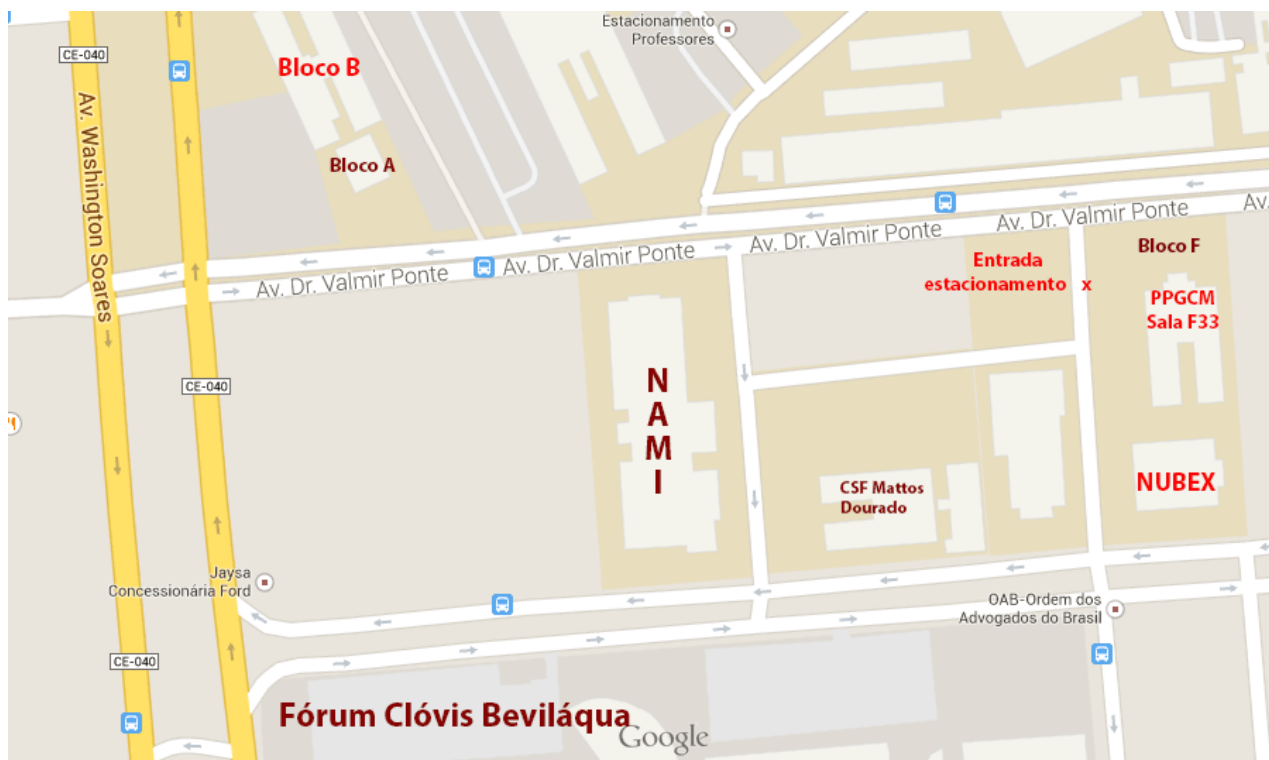 Estacionamento
Professores
CE-040
Bloco B
Av. Washington Soares
Bloco A
Av. Dr. Valmir Ponte
Av. Dr. Valmir Ponte
Av. Dr. Valmir Ponte
Av. Dr. Valmir Ponte
Av.
Bloco F
Entrada
estacionamento x
PPGCM
Sala F33
CE-040
N
A
M
I
CSF Mattos
Dourado
NUBEX
Jaysa
Concessionária Ford
OAB-Ordem dos
Advogados do Brasil
CE-040
Fórum Clóvis Beviláqua
Google